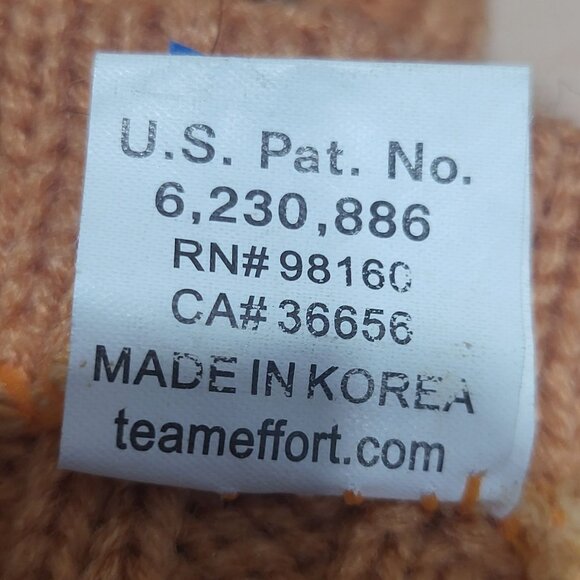 U.S. Pat. No.
6,230,886
RN# 98160
CA# 36656
MADE IN KOREA
teameffort.com